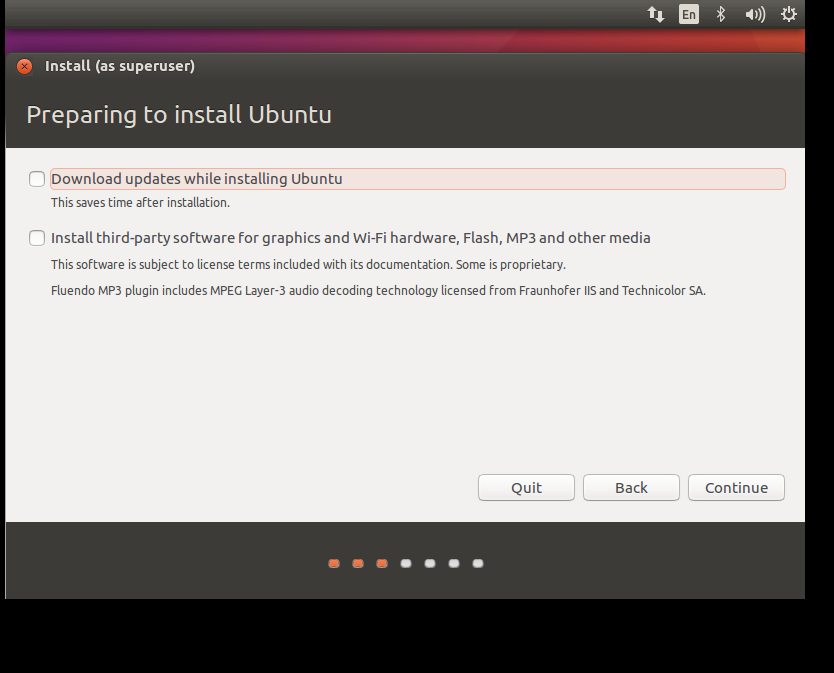 En
Install (as superuser)
Preparing to install Ubuntu
Download updates while installing Ubuntu
This saves time after installation.
Install third-party software for graphics and Wi-Fi hardware, Flash, MP3 and other media
This software is subject to license terms included with its documentation. Some is proprietary.
Fluendo MP3 plugin includes MPEG Layer-3 audio decoding technology licensed from Fraunhofer IIS and Technicolor SA.
Quit
Back
Continue